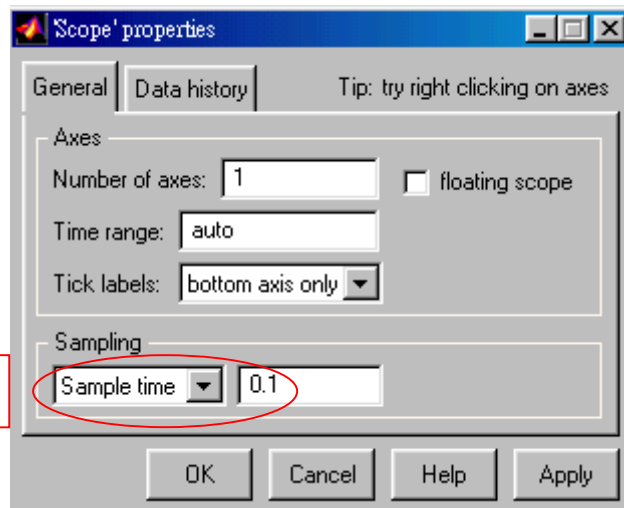 'Scope' properties
General Data history Tip: try right clicking on axes
Axes
Number of axes: 1 floating scope
Time range: auto
Tick labels: bottom axis only
Sampling
Sample time 0.1
OK Cancel Help Apply